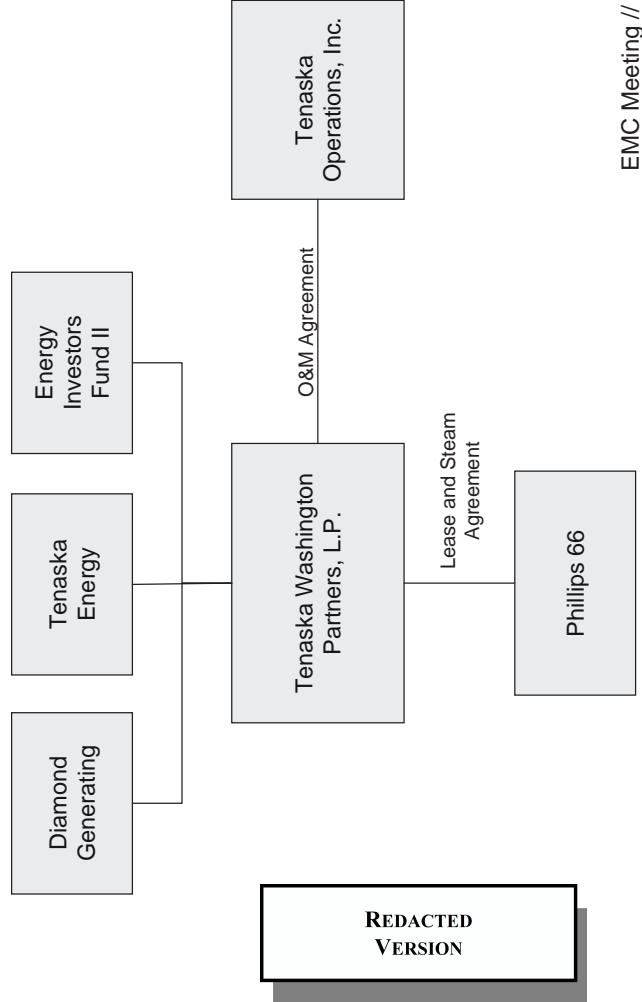 Diamond
Generating
Tenaska
Energy
Energy
Investors
Fund II
Tenaska Washington
Partners, L.P.
O&M Agreement
Tenaska
Operations, Inc.
Lease and Steam
Agreement
Phillips 66
REDACTED
VERSION
EMC Meeting //